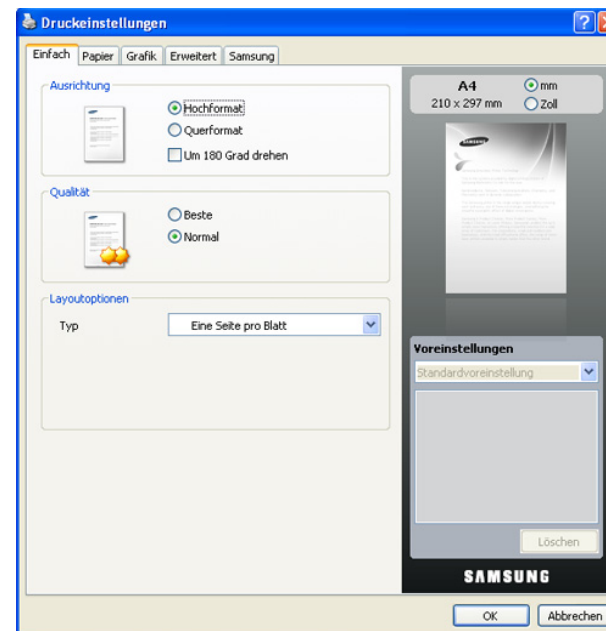 Druckeinstellungen
Einfach Papier Grafik Erweitert Samsung
Ausrichtung
Hochformat
Querformat
Um 180 Grad drehen
Qualität
Beste
Normal
Layoutoptionen
Typ Eine Seite pro Blatt
A4
210 x 297 mm
mm
Zoll
SAMSUNG
Voreinstellungen
Standardvoreinstellung
Löschen
SAMSUNG
OK Abbrechen